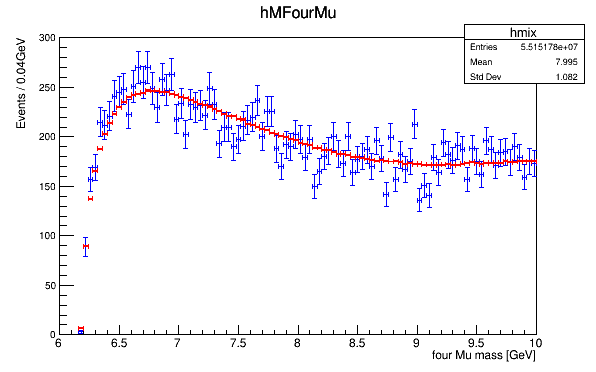 hMFourMu
hmix
Entries 5.515178e+07
Mean 7.995
Std Dev 1.082
Events / 0.04GeV
300
250
200
150
100
50
0
6 6.5 7 7.5 8 8.5 9 9.5 10
four Mu mass [GeV]